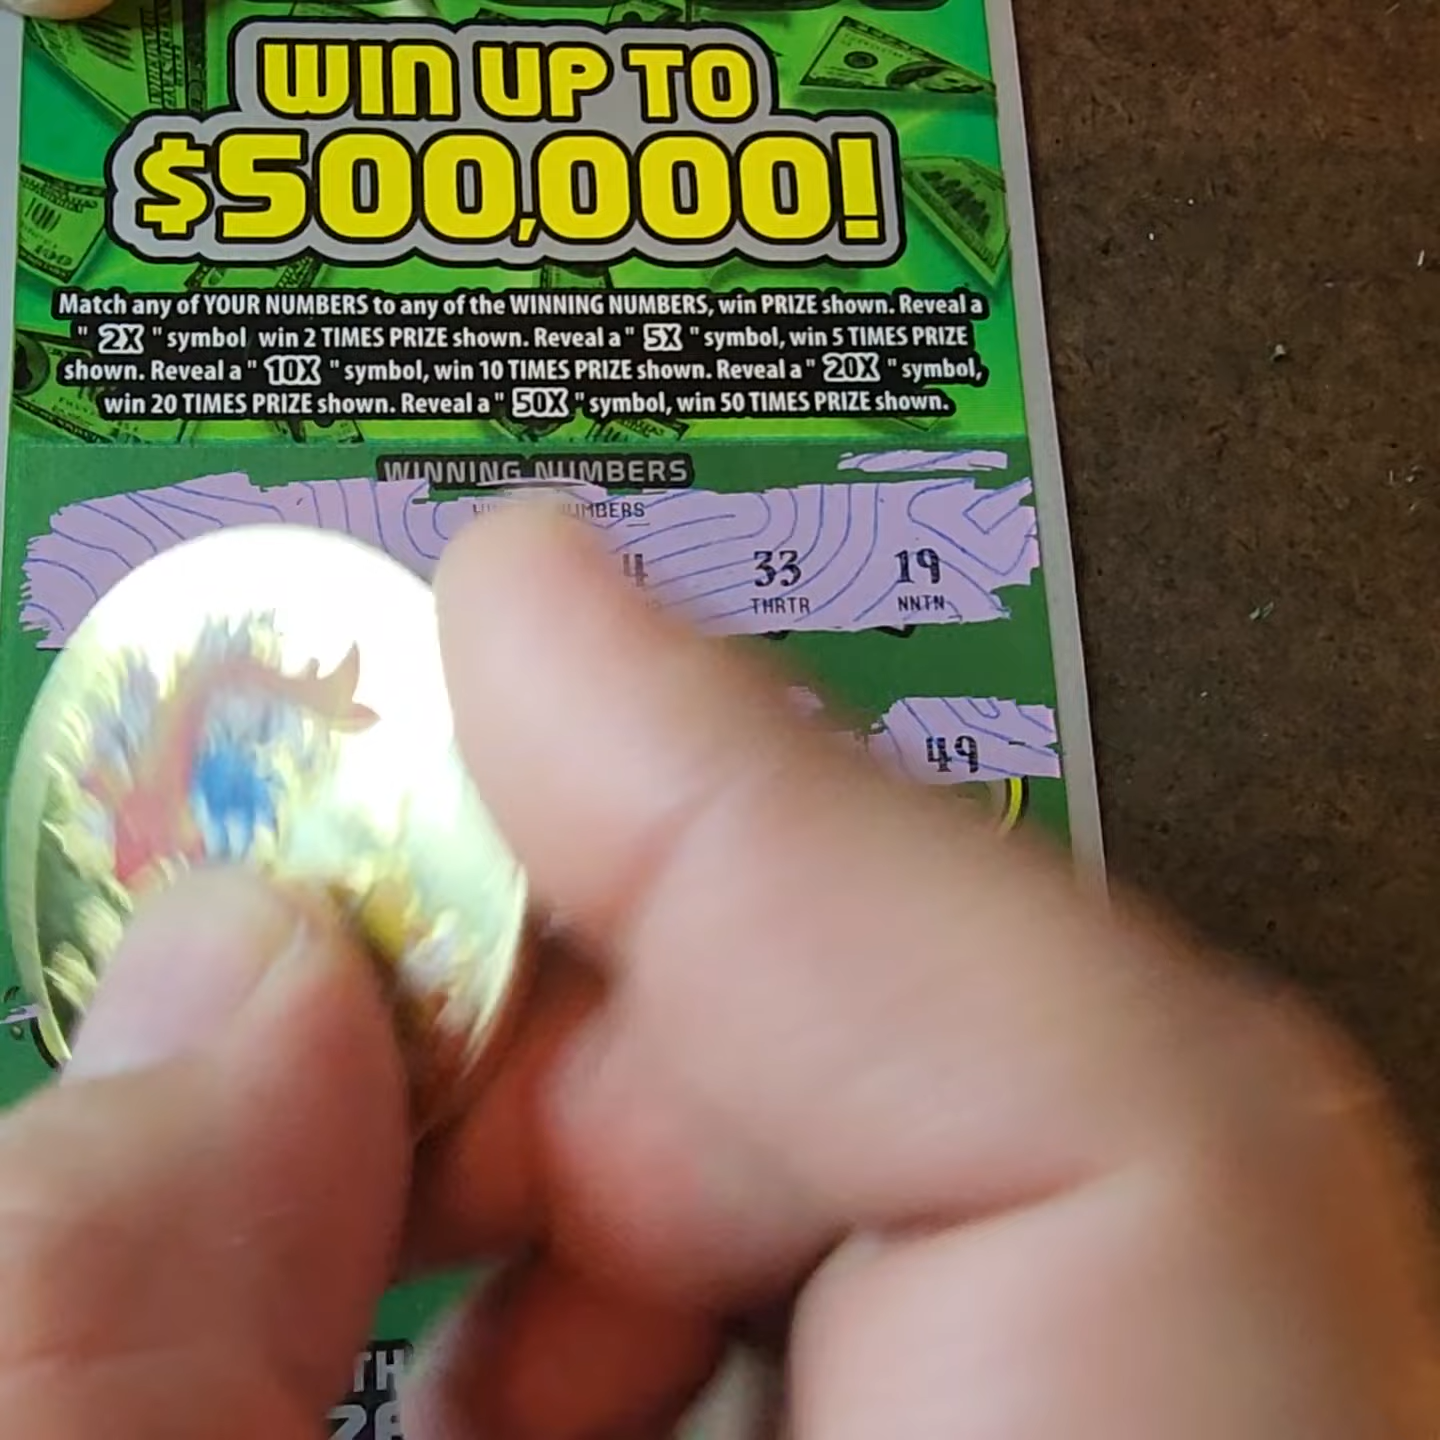 WIN UP TO
$500,000!
Match any of YOUR NUMBERS to any of the WINNING NUMBERS, win PRIZE shown. Reveal a
" 2X " symbol win 2 TIMES PRIZE shown. Reveal a " 5X " symbol, win 5 TIMES PRIZE
shown. Reveal a " 10X " symbol, win 10 TIMES PRIZE shown. Reveal a " 20X " symbol,
win 20 TIMES PRIZE shown. Reveal a " 50X " symbol, win 50 TIMES PRIZE shown.
WINNING NUMBERS
NUMBERS
4 33 19
THRTR NNTN
49
TH